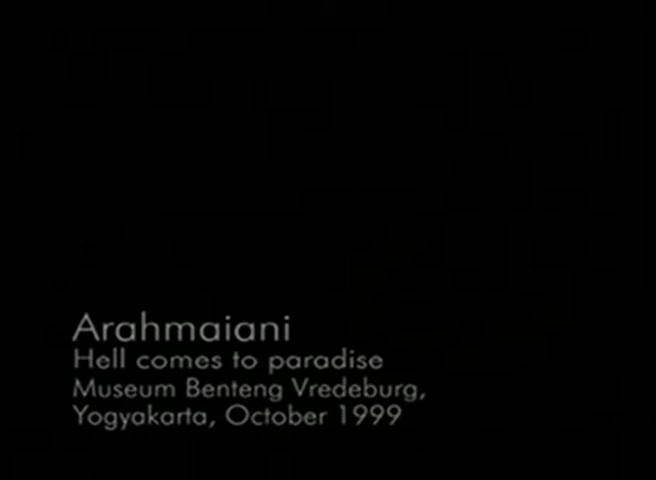 Arahmaiani
Hell comes to paradise
Museum Benteng Vredeburg,
Yogyakarta, October 1999